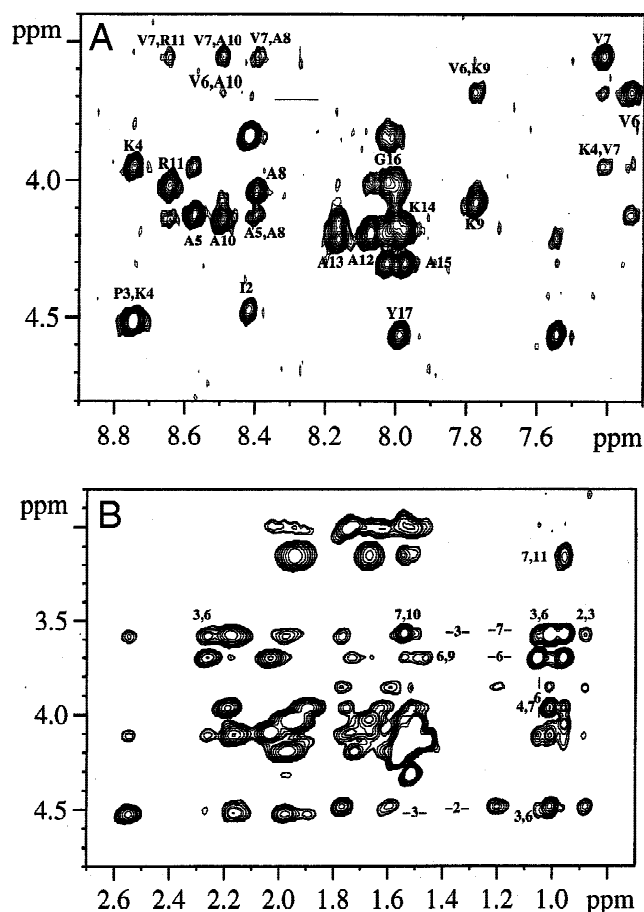 ppm
A
V7,R11 V7,A10 V7,A8 V7
V6,A10 V6,K9
V6
K4 R11 A8 G16 K4,V7
4.0
A5 A10 A5,A8 K14 K9
A13 A12 A15
P3,K4 I2 Y17
4.5
8.8 8.6 8.4 8.2 8.0 7.8 7.6 ppm
ppm
B
7,11
3.5
3,6 7,10 –3– –7– 3,6 2,3
6,9 –6–
6
4.0 4,7
4.5
–3– –2– 3,6
2.6 2.4 2.2 2.0 1.8 1.6 1.4 1.2 1.0 ppm